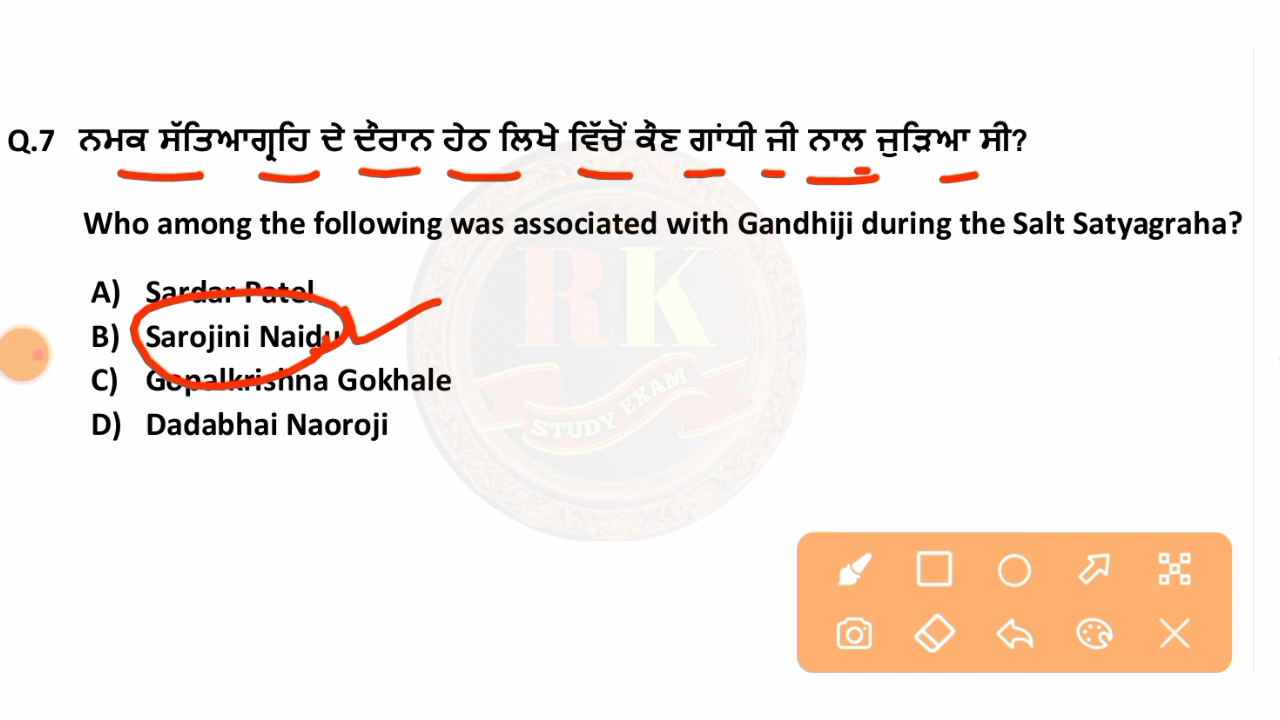 Q.7 ਨਮਕ ਸੱਤਿਆਗ੍ਰਹਿ ਦੇ ਦੌਰਾਨ ਹੇਠ ਲਿਖੇ ਵਿੱਚੋਂ ਕੌਣ ਗਾਂਧੀ ਜੀ ਨਾਲ ਜੁੜਿਆ ਸੀ?
Who among the following was associated with Gandhiji during the Salt Satyagraha?
A) Sardar Patel
B) Sarojini Naidu
C) Gopalkrishna Gokhale
D) Dadabhai Naoroji
RK
STUDY EXAM